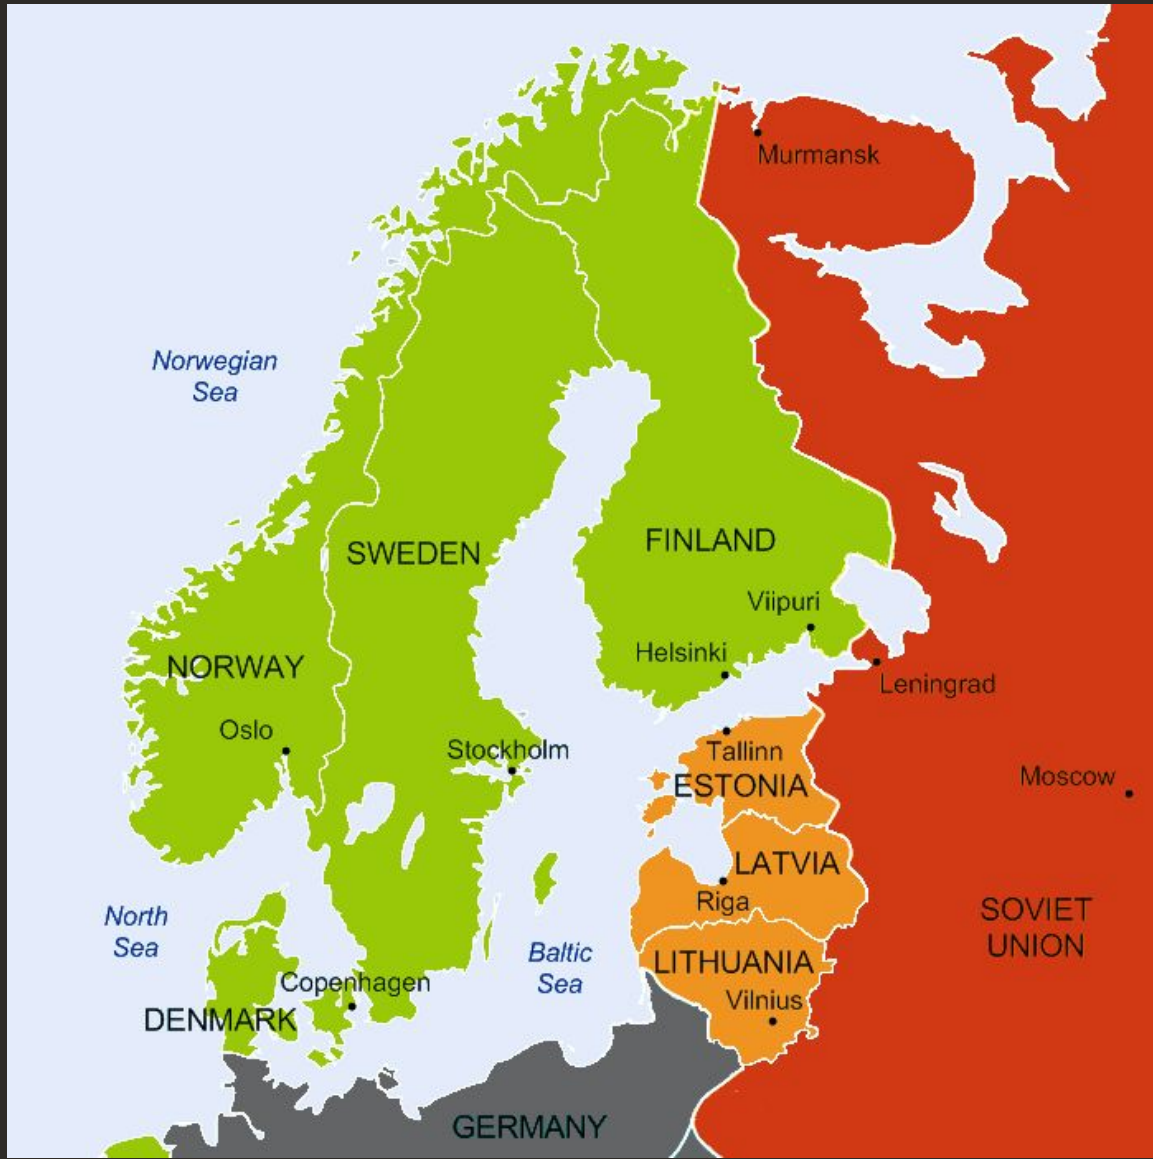 Murmansk
Norwegian
Sea
SWEDEN
FINLAND
Viipuri
Helsinki
NORWAY
Leningrad
Oslo
Stockholm
Tallinn
ESTONIA
Moscow
LATVIA
Riga
North
Sea
SOVIET
UNION
Baltic
Sea
LITHUANIA
Copenhagen
Vilnius
DENMARK
GERMANY